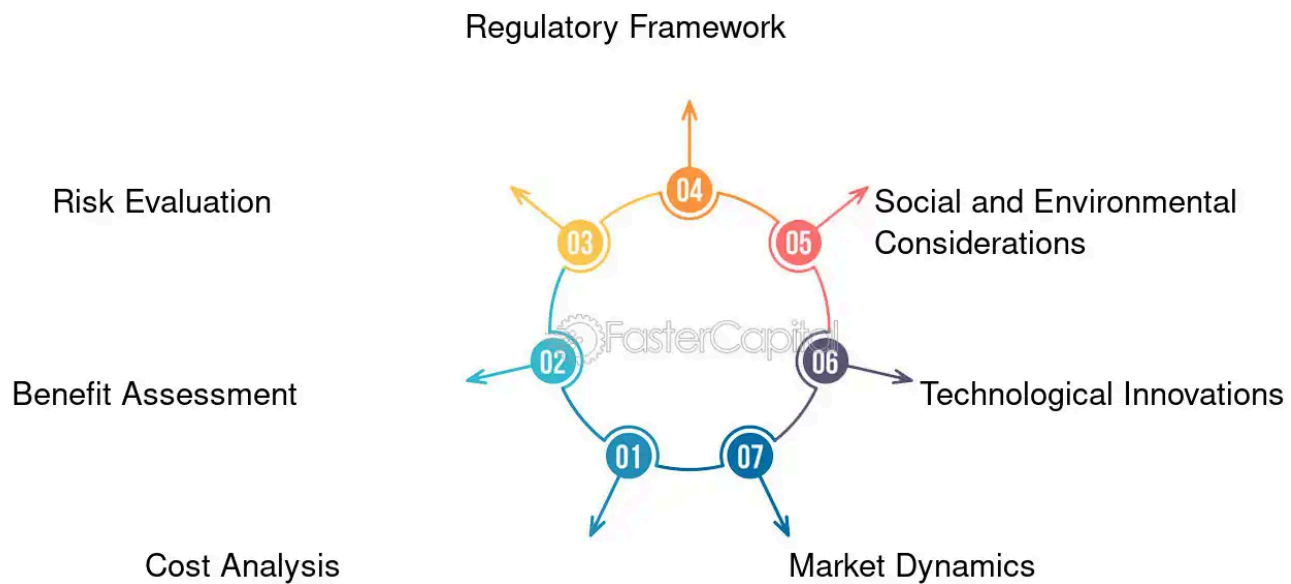 Regulatory Framework
04
Risk Evaluation
03
05
Social and Environmental
Considerations
FasterCapital
02
06
Benefit Assessment
Technological Innovations
01
07
Cost Analysis
Market Dynamics